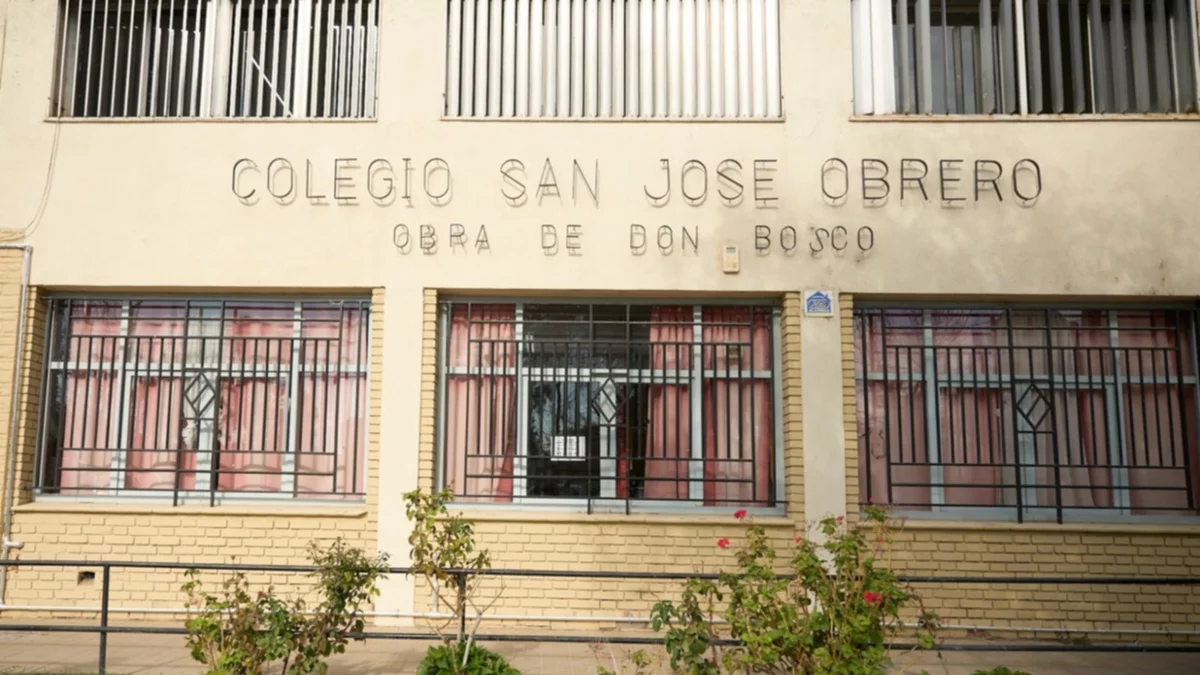 COLEGIO SAN JOSE OBRERO
OBRA DE DON BOSCO